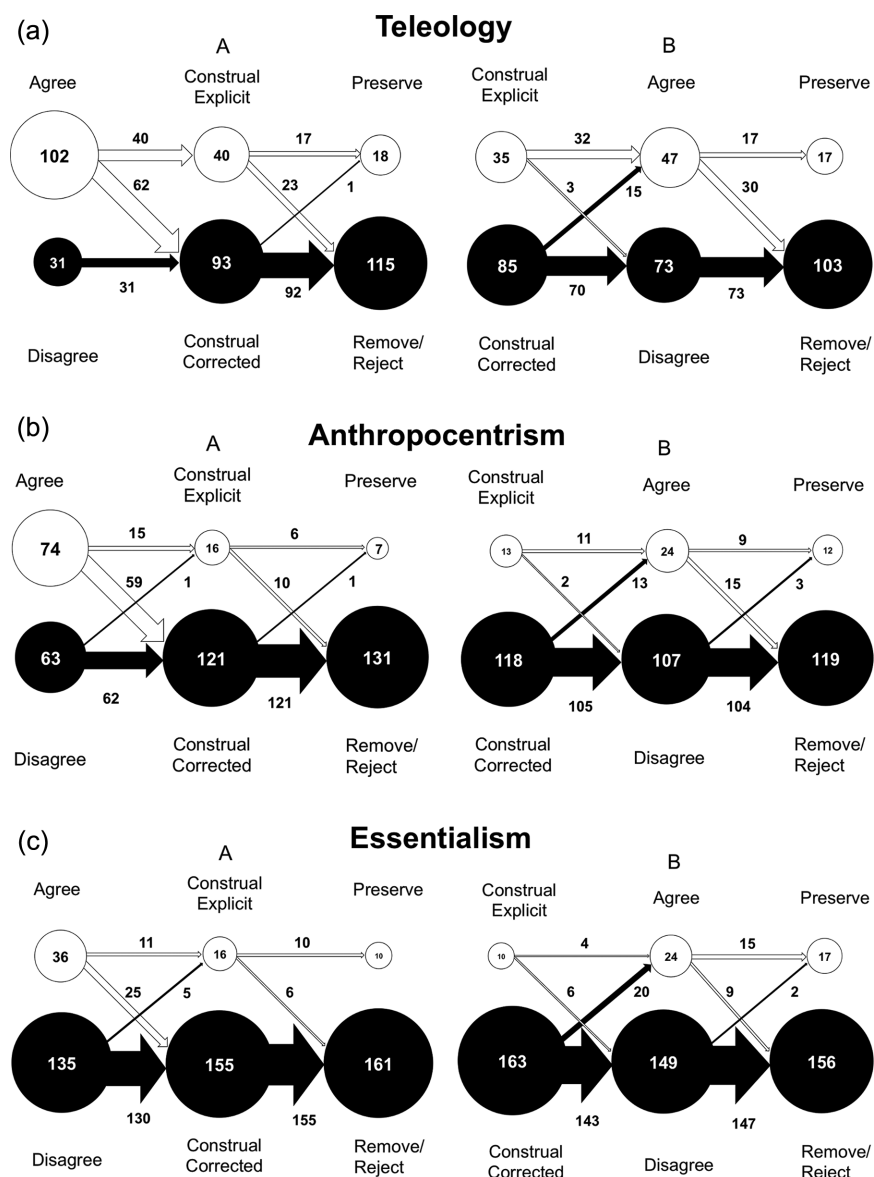 (a)
Teleology
A
B
Agree
Construal
Explicit
Preserve
Construal
Explicit
Agree
Preserve
40
17
32
17
102
40
18
35
47
17
62
23
1
3
15
30
31
93
115
85
73
103
31
92
70
73
Disagree
Construal
Corrected
Remove/
Reject
Construal
Corrected
Disagree
Remove/
Reject
(b)
Anthropocentrism
A
B
Agree
Construal
Explicit
Preserve
Construal
Explicit
Agree
Preserve
15
6
11
9
74
16
7
13
24
12
59
1
10
1
2
13
15
3
63
121
131
118
107
119
62
121
105
104
Disagree
Construal
Corrected
Remove/
Reject
Construal
Corrected
Disagree
Remove/
Reject
(c)
Essentialism
A
B
Agree
Construal
Explicit
Preserve
Construal
Explicit
Agree
Preserve
11
10
4
15
36
16
10
10
24
17
25
5
6
6
20
9
2
135
155
161
163
149
156
130
155
143
147
Disagree
Construal
Corrected
Remove/
Reject
Construal
Corrected
Disagree
Remove/
Reject